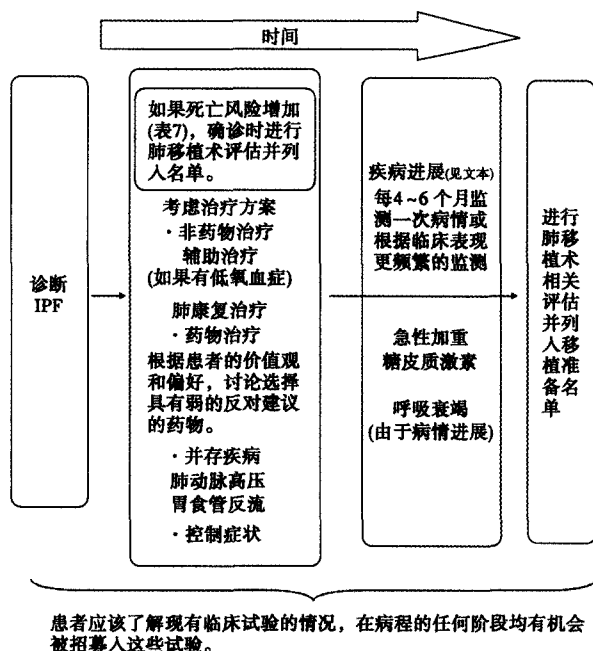 时间
诊断
IPF
如果死亡风险增加
(表7)，确诊时进行
肺移植术评估并列
入名单。
考虑治疗方案
·非药物治疗
辅助治疗
(如果有低氧血症)
肺康复治疗
·药物治疗
根据患者的价值观
和偏好，讨论选择
具有弱的反对建议
的药物。
·并存疾病
肺动脉高压
胃食管反流
·控制症状
疾病进展(见文本)
每4~6个月监
测一次病情或
根据临床表现
更频繁的监测
急性加重
糖皮质激素
呼吸衰竭
(由于病情进展)
进行
肺移
植术
相关
评估
并列
入移
植准
备名
单
患者应该了解现有临床试验的情况，在病程的任何阶段均有机会
被招募入这些试验。